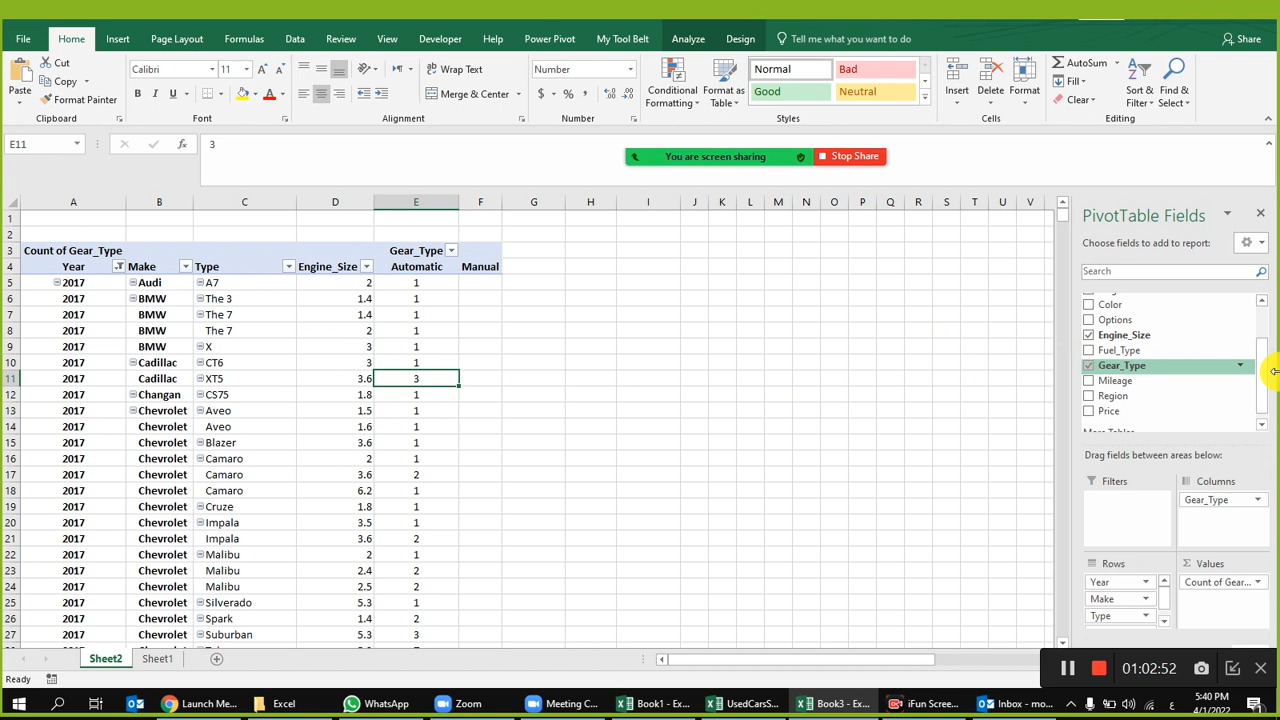 File Home Insert Page Layout Formulas Data Review View Developer Help Power Pivot My Tool Belt Analyze Design Tell me what you want to do Share
Cut
Copy
Format Painter
Paste
Clipboard
Calibri 11
B I U
Font
Wrap Text
Merge & Center
Alignment
Number
$ % ,
Number
Conditional Formatting
Format as Table
Normal Bad
Good Neutral
Styles
Insert Delete Format
Cells
AutoSum
Fill
Clear
Sort & Filter
Find & Select
Editing
E11 fx 3
You are screen sharing Stop Share
A B C D E F G H I J K L M N O P Q R S T U V
1
2
3 Count of Gear_Type Gear_Type
4 Year Make Type Engine_Size Automatic Manual
5 2017 Audi A7 2 1
6 2017 BMW The 3 1.4 1
7 2017 BMW The 7 1.4 1
8 2017 BMW The 7 2 1
9 2017 BMW X 3 1
10 2017 Cadillac CT6 3 1
11 2017 Cadillac XT5 3.6 3
12 2017 Changan CS75 1.8 1
13 2017 Chevrolet Aveo 1.5 1
14 2017 Chevrolet Aveo 1.6 1
15 2017 Chevrolet Blazer 3.6 1
16 2017 Chevrolet Camaro 2 1
17 2017 Chevrolet Camaro 3.6 2
18 2017 Chevrolet Camaro 6.2 1
19 2017 Chevrolet Cruze 1.8 1
20 2017 Chevrolet Impala 3.5 1
21 2017 Chevrolet Impala 3.6 2
22 2017 Chevrolet Malibu 2 1
23 2017 Chevrolet Malibu 2.4 2
24 2017 Chevrolet Malibu 2.5 2
25 2017 Chevrolet Silverado 5.3 1
26 2017 Chevrolet Spark 1.4 2
27 2017 Chevrolet Suburban 5.3 3
PivotTable Fields
Choose fields to add to report:
Search
Color
Options
Engine_Size
Fuel_Type
Gear_Type
Mileage
Region
Price
Drag fields between areas below:
Filters Columns
Gear_Type
Rows Values
Year Count of Gear...
Make
Type
Sheet2 Sheet1
Ready
01:02:52
Launch Me... Excel WhatsApp Zoom Meeting C... Book1 - Exc... UsedCarsS... Book3 - Exc... iFun Scree... Inbox - mo... ع
5:40 PM
4/1/2022